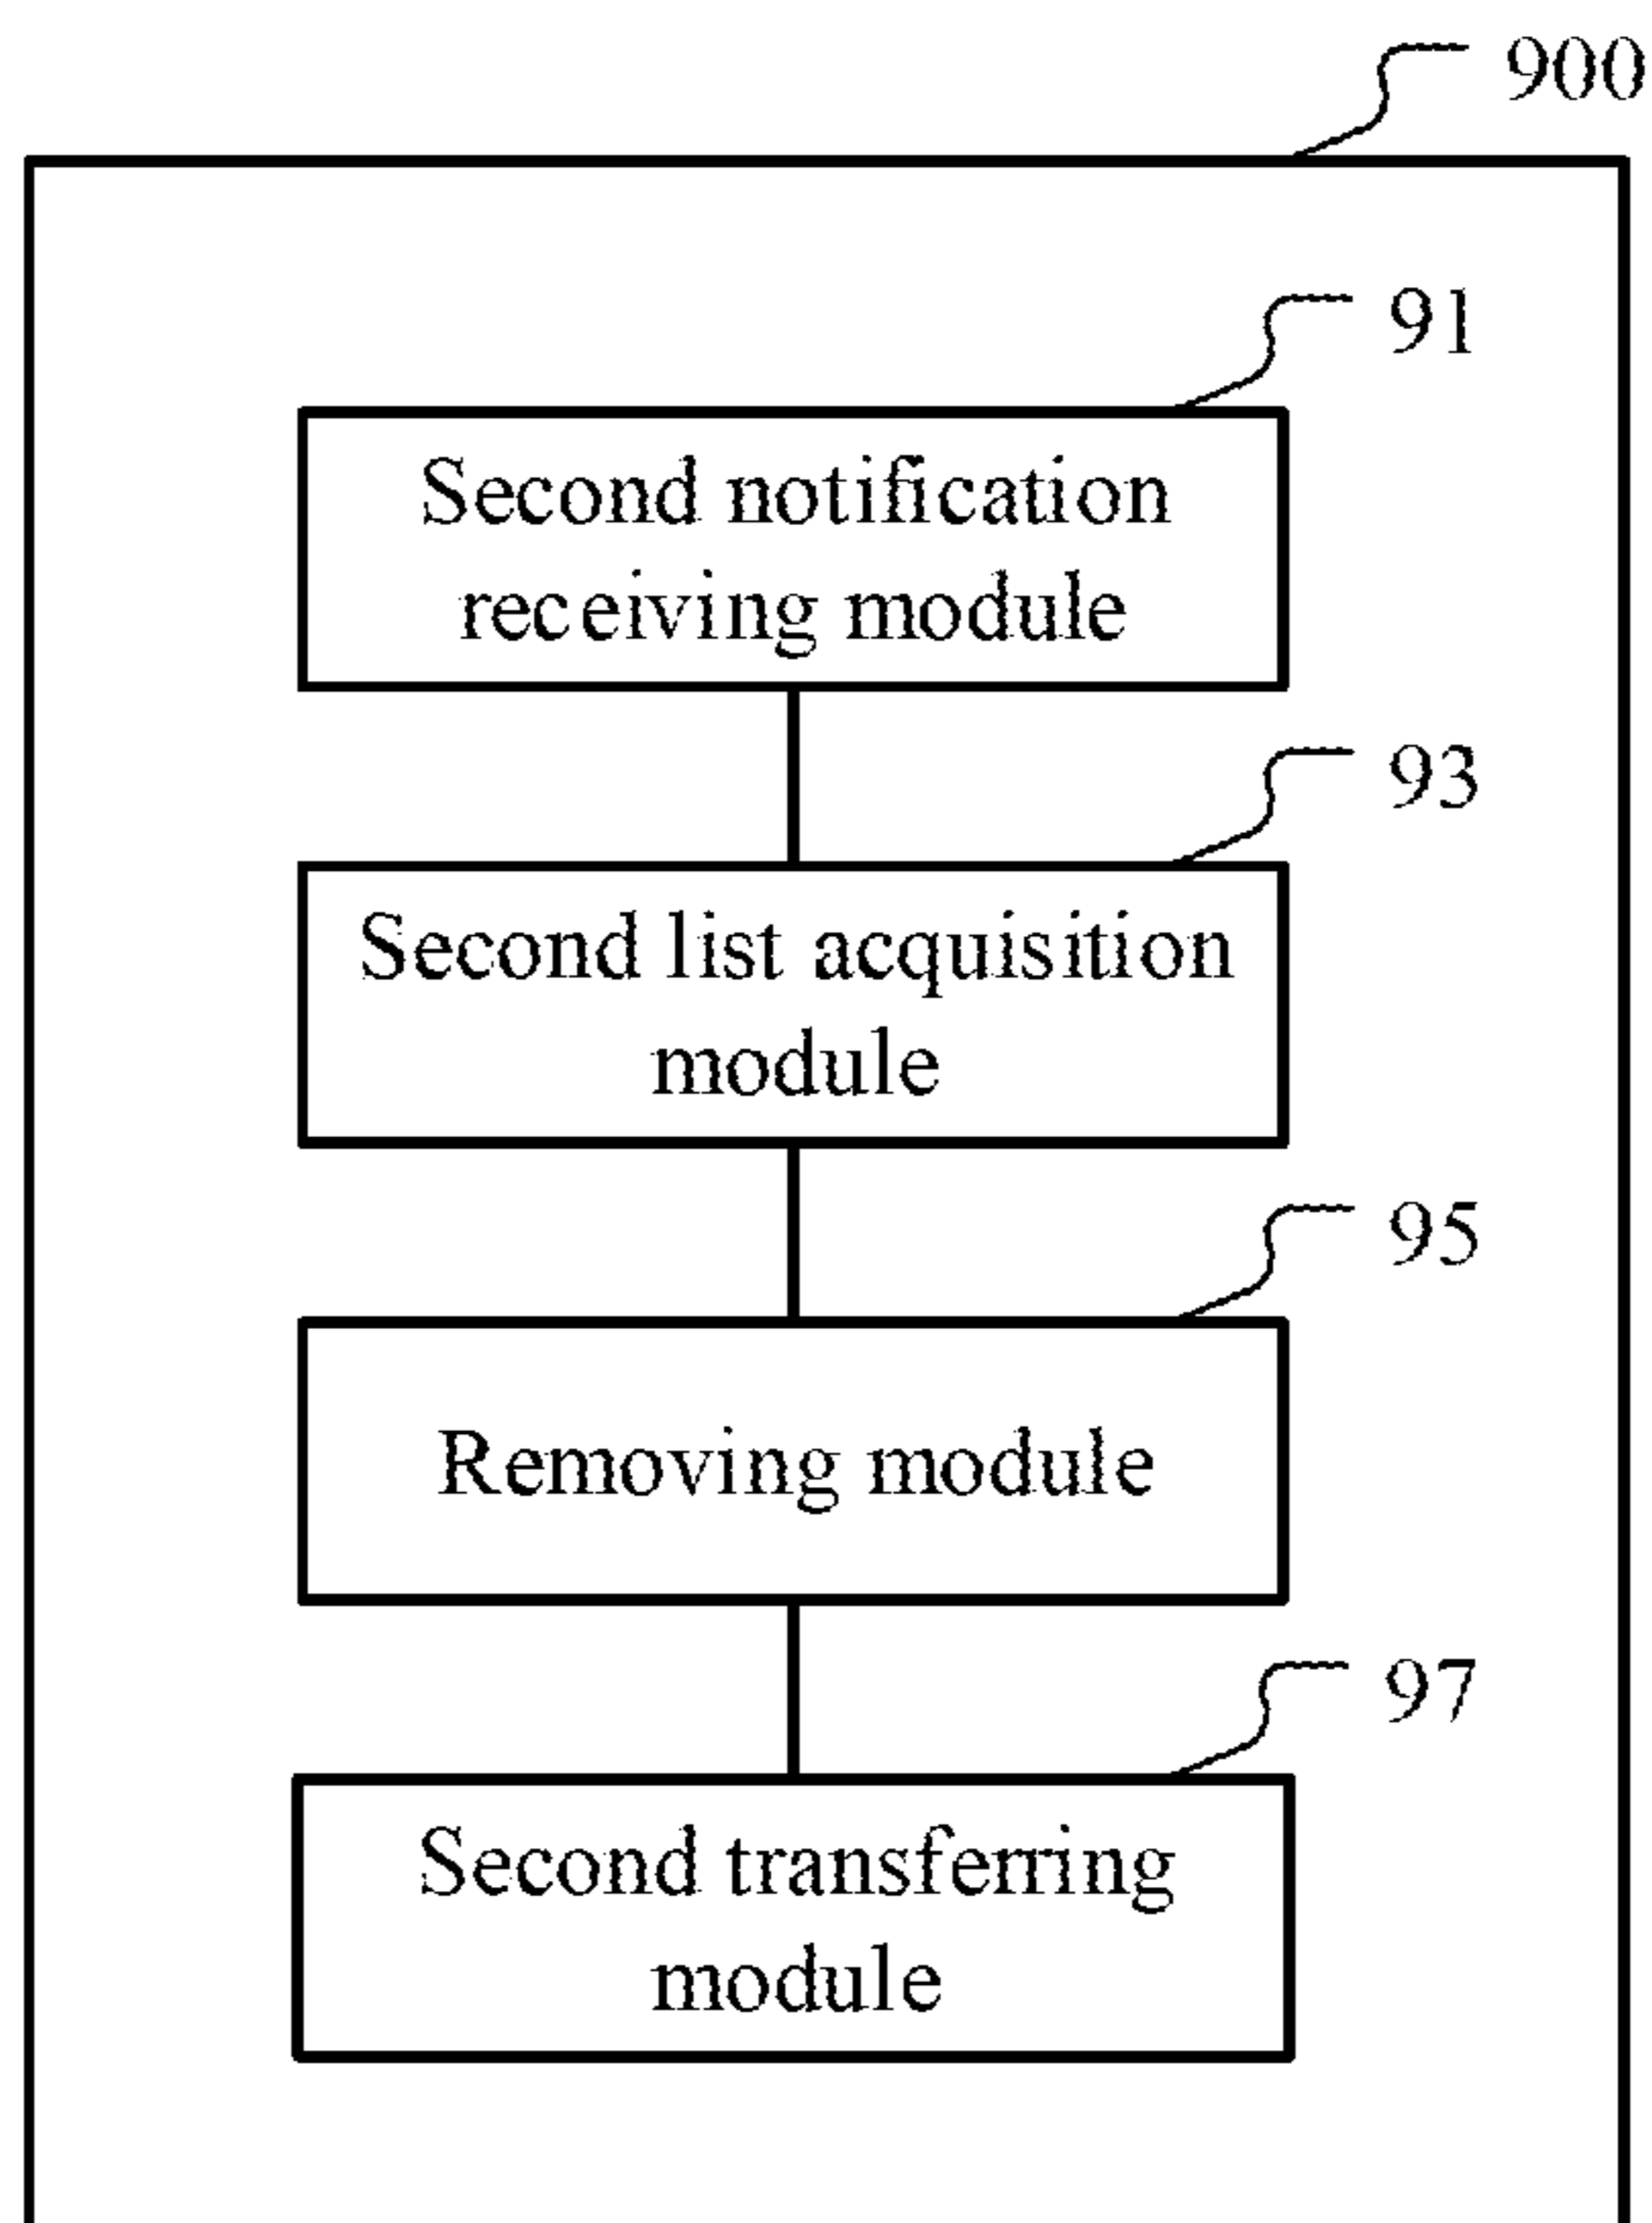 900
91
Second notification
receiving module
93
Second list acquisition
module
95
Removing module
97
Second transferring
module